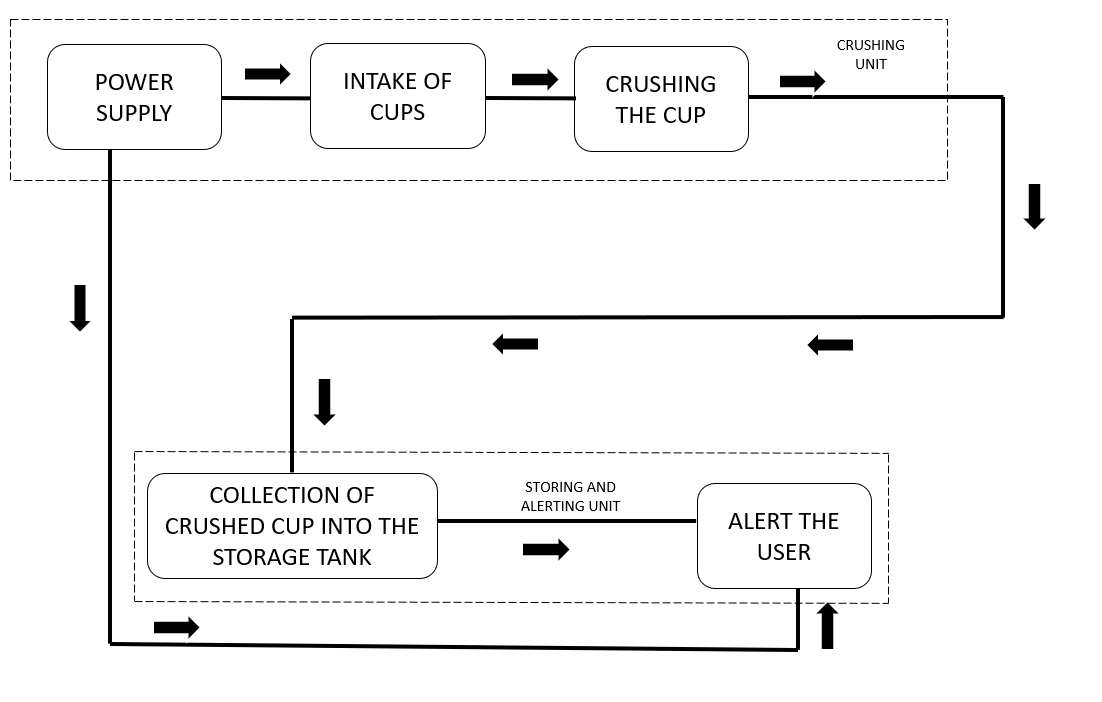 POWER
SUPPLY
INTAKE OF
CUPS
CRUSHING
THE CUP
CRUSHING
UNIT
COLLECTION OF
CRUSHED CUP INTO THE
STORAGE TANK
STORING AND
ALERTING UNIT
ALERT THE
USER